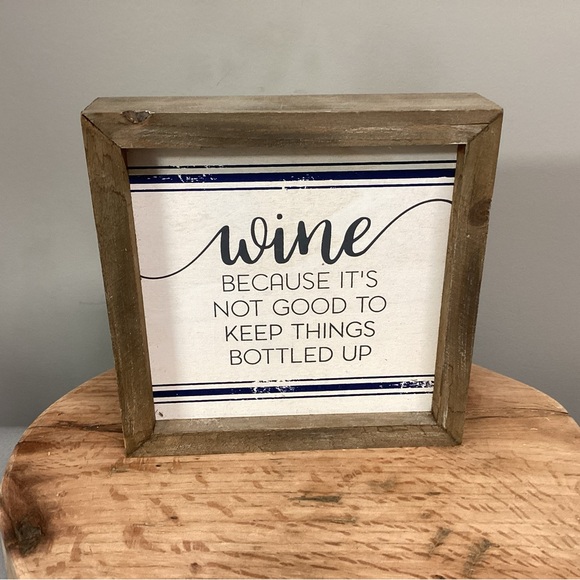 wine
BECAUSE IT'S
NOT GOOD TO
KEEP THINGS
BOTTLED UP